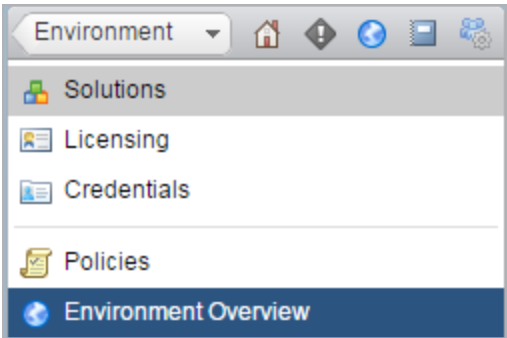 Environment
Solutions
Licensing
Credentials
Policies
Environment Overview